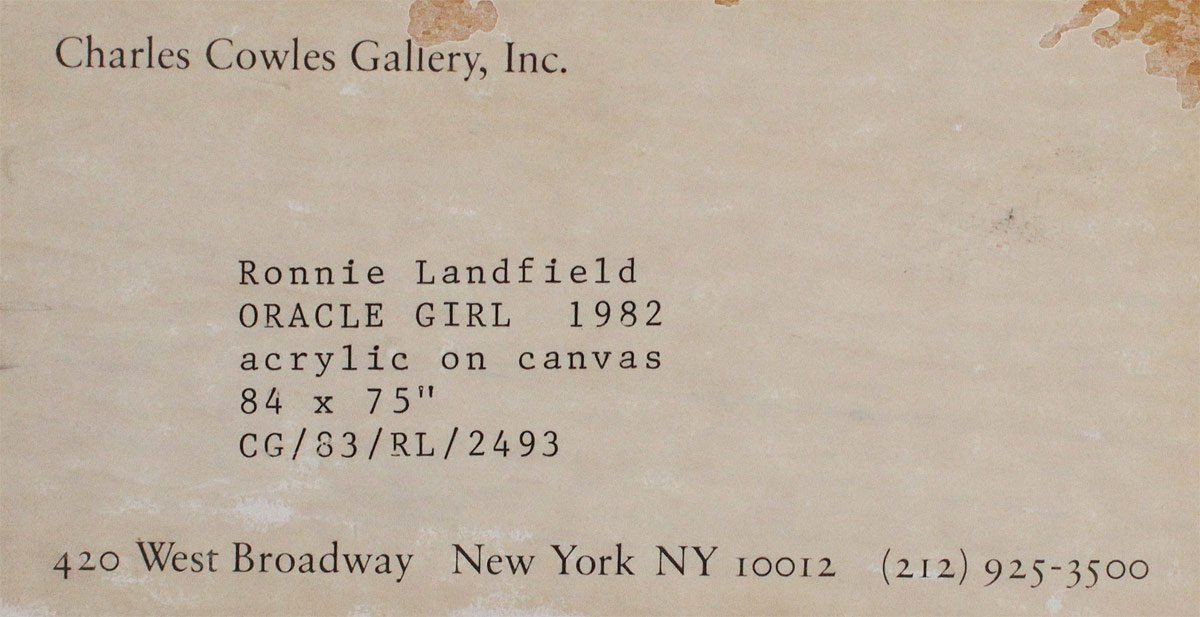 Charles Cowles Gallery, Inc.
Ronnie Landfield
ORACLE GIRL 1982
acrylic on canvas
84 x 75"
CG/83/RL/2493
420 West Broadway New York NY 10012 (212) 925-3500